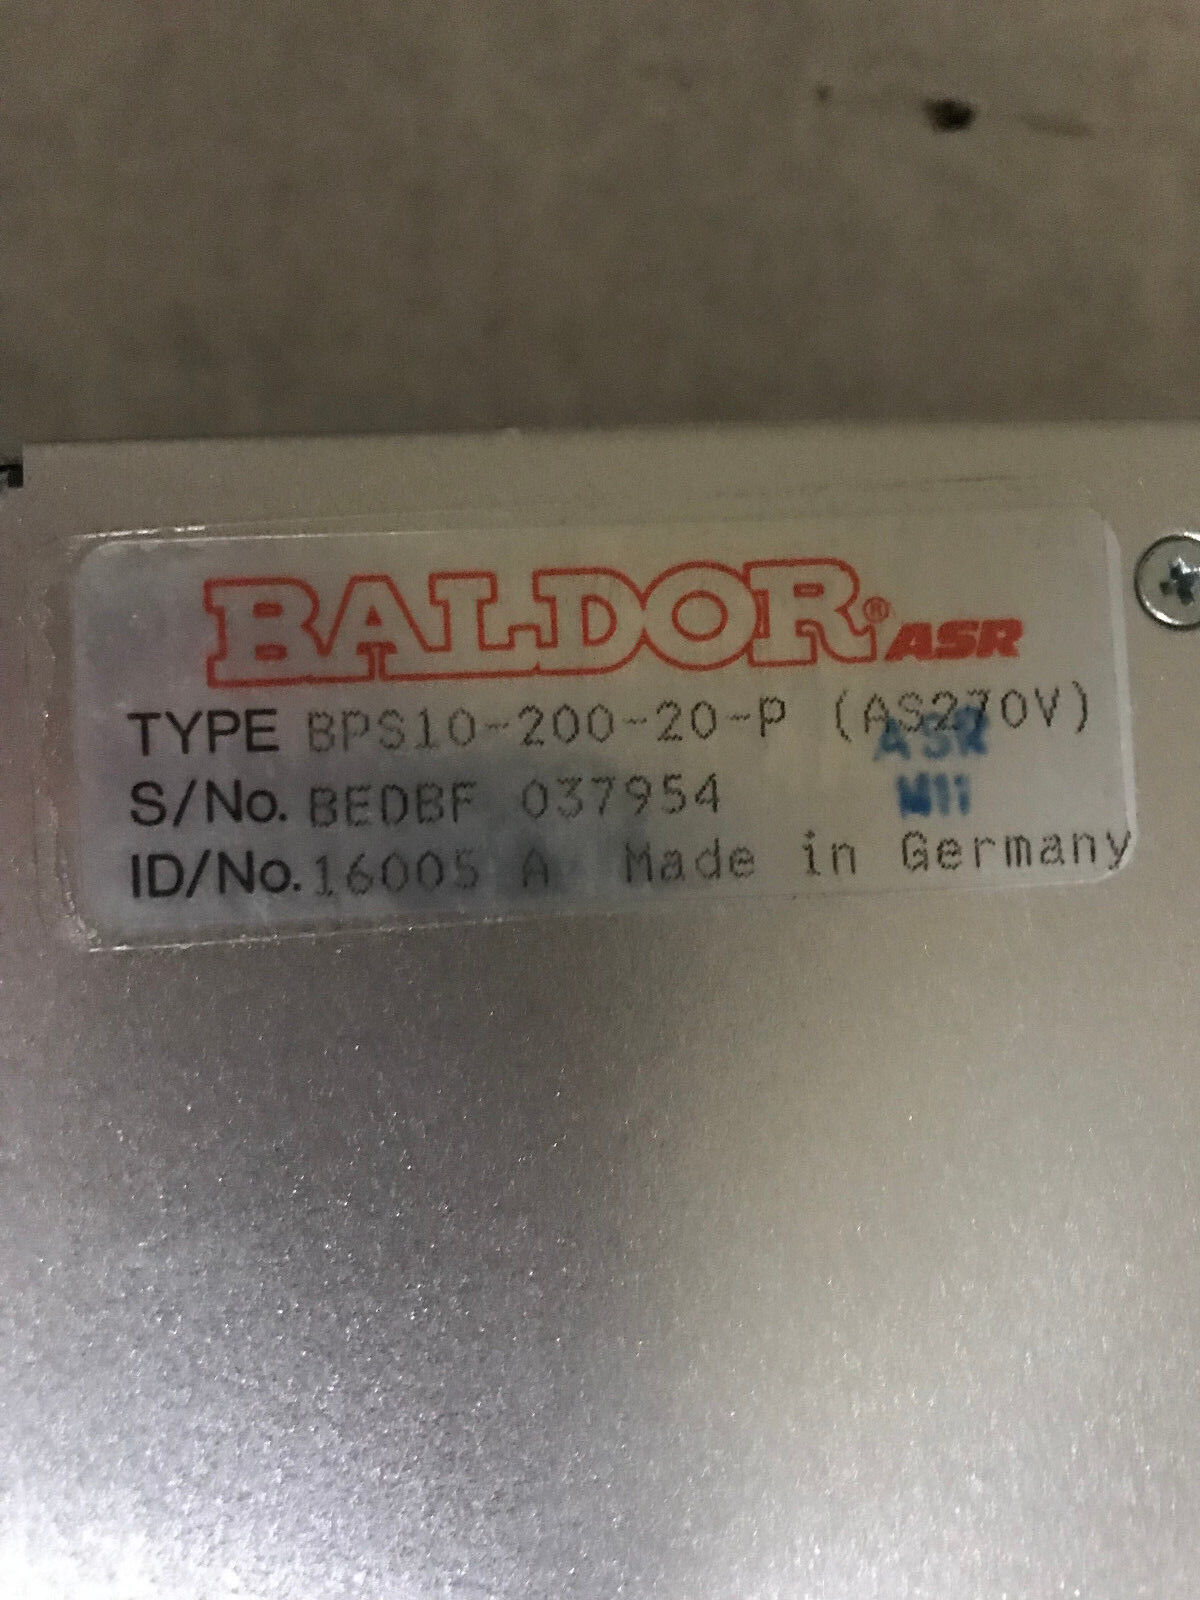 BALDOR® ASR
TYPE BPS10-200-20-P (AS270V)
ASR
S/No. BEDBF 037954
M11
ID/No. 16005 A Made in Germany